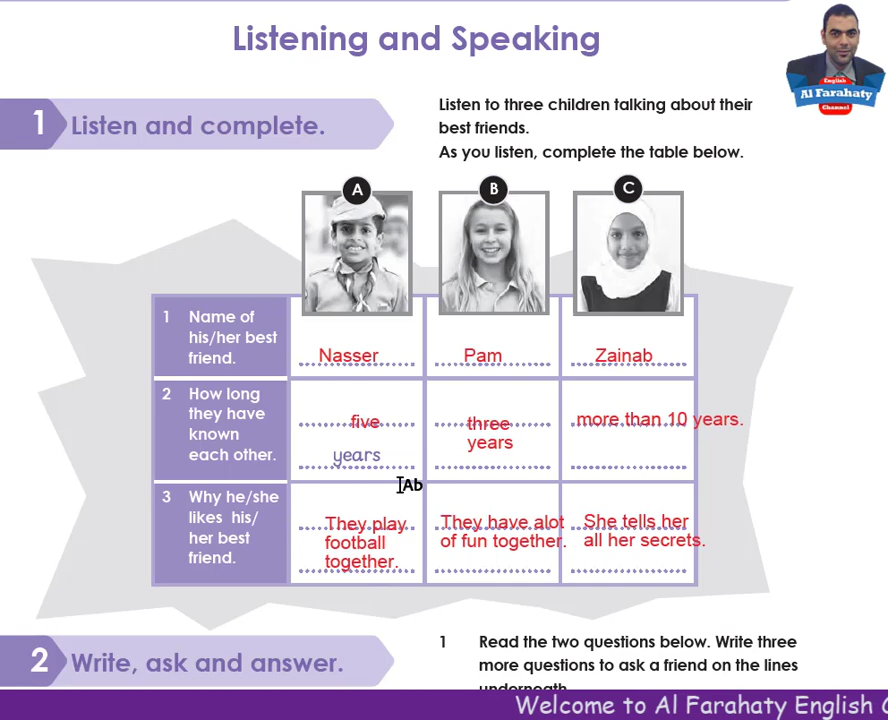 Listening and Speaking
English
Al Farahaty
Channel
1 Listen and complete.
Listen to three children talking about their
best friends.
As you listen, complete the table below.
A
B
C
1 Name of
his/her best
friend.
Nasser
Pam
Zainab
2 How long
they have
known
each other.
five
years
three
years
more than 10 years.
Ab
3 Why he/she
likes his/
her best
friend.
They play
football
together.
They have alot
of fun together.
She tells her
all her secrets.
2 Write, ask and answer.
1 Read the two questions below. Write three
more questions to ask a friend on the lines
underneath
Welcome to Al Farahaty English